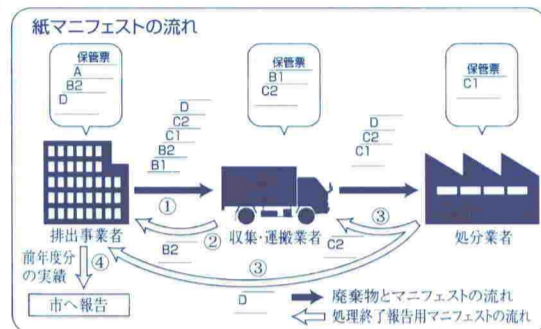 紙マニフェストの流れ
保管票
A
B2
D
保管票
B1
C2
保管票
C1
D
C2
C1
B2
B1
D
C2
C1
①
②
③
排出事業者
収集・運搬業者
処分業者
B2
C2
前年度分
の実績
④
③
D
市へ報告
廃棄物とマニフェストの流れ
処理終了報告用マニフェストの流れ